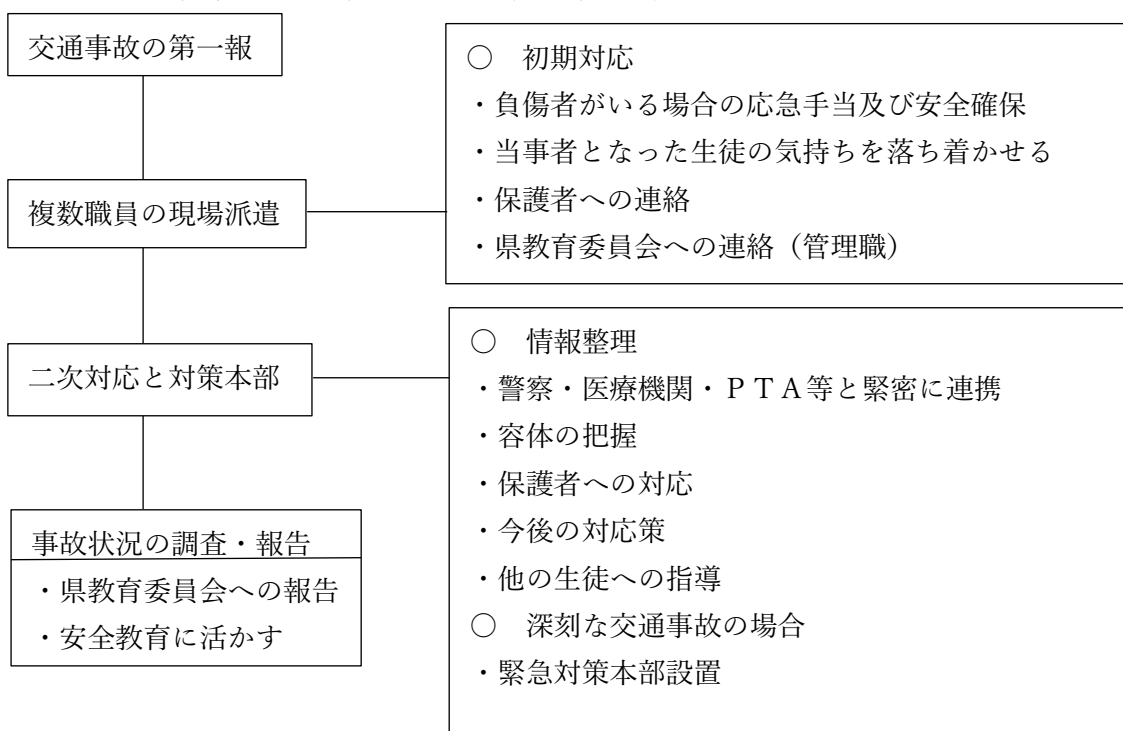 交通事故の第一報
○　初期対応
・負傷者がいる場合の応急手当及び安全確保
・当事者となった生徒の気持ちを落ち着かせる
・保護者への連絡
・県教育委員会への連絡（管理職）
複数職員の現場派遣
二次対応と対策本部
○　情報整理
・警察・医療機関・ＰＴＡ等と緊密に連携
・容体の把握
・保護者への対応
・今後の対応策
・他の生徒への指導
○　深刻な交通事故の場合
・緊急対策本部設置
事故状況の調査・報告
・県教育委員会への報告
・安全教育に活かす